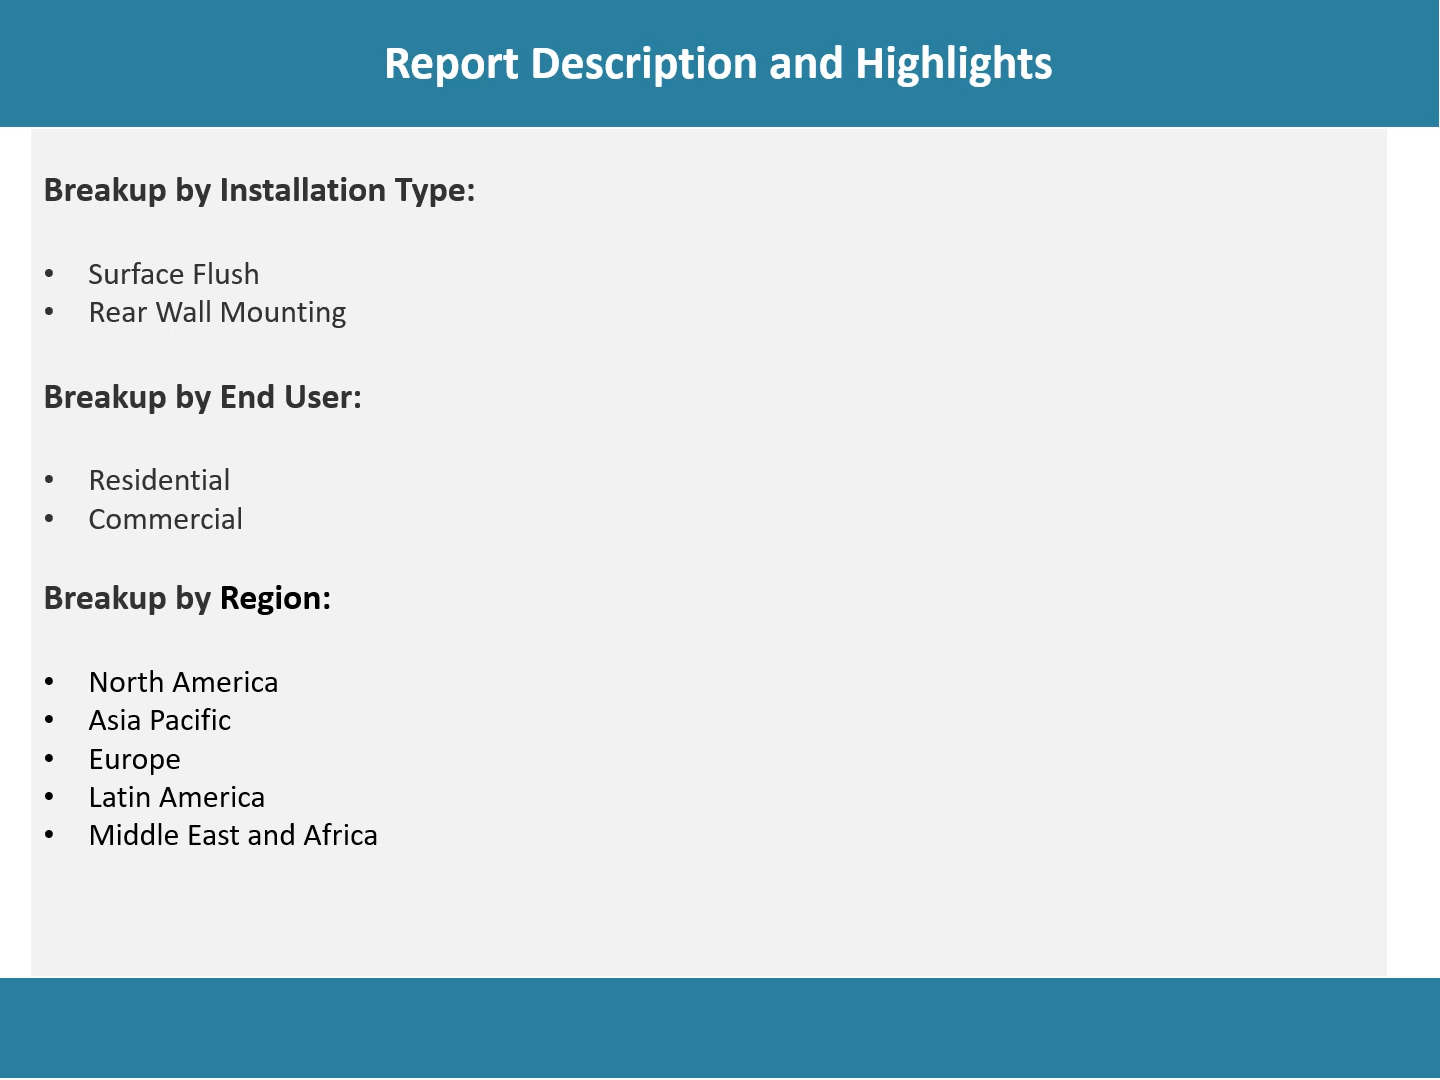 Report Description and Highlights
Breakup by Installation Type:
• Surface Flush
• Rear Wall Mounting
Breakup by End User:
• Residential
• Commercial
Breakup by Region:
• North America
• Asia Pacific
• Europe
• Latin America
• Middle East and Africa